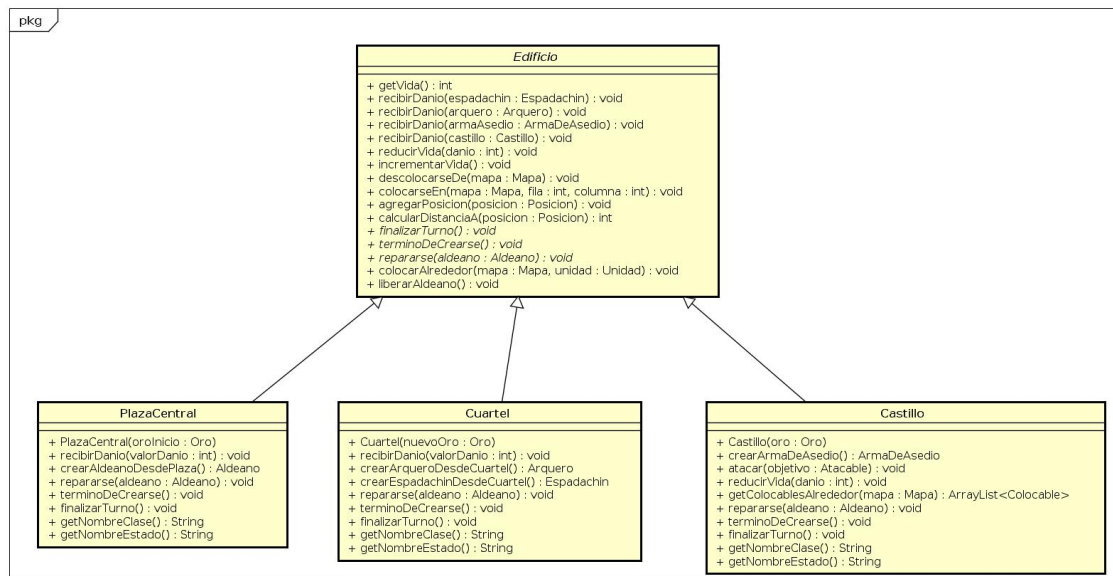 pkg
Edificio
+ getVida() : int
+ recibirDanio(espadachin : Espadachin) : void
+ recibirDanio(arquero : Arquero) : void
+ recibirDanio(armaAsedio : ArmaDeAsedio) : void
+ recibirDanio(castillo : Castillo) : void
+ reducirVida(danio : int) : void
+ incrementarVida() : void
+ descolocarseDe(mapa : Mapa) : void
+ colocarseEn(mapa : Mapa, fila : int, columna : int) : void
+ agregarPosicion(posicion : Posicion) : void
+ calcularDistanciaA(posicion : Posicion) : int
+ finalizarTurno() : void
+ terminoDeCrearse() : void
+ repararse(aldeano : Aldeano) : void
+ colocarAlrededor(mapa : Mapa, unidad : Unidad) : void
+ liberarAldeano() : void
PlazaCentral
+ PlazaCentral(oroInicio : Oro)
+ recibirDanio(valorDanio : int) : void
+ crearAldeanoDesdePlaza() : Aldeano
+ repararse(aldeano : Aldeano) : void
+ terminoDeCrearse() : void
+ finalizarTurno() : void
+ getNombreClase() : String
+ getNombreEstado() : String
Cuartel
+ Cuartel(nuevoOro : Oro)
+ recibirDanio(valorDanio : int) : void
+ crearArqueroDesdeCuartel() : Arquero
+ crearEspadachinDesdeCuartel() : Espadachin
+ repararse(aldeano : Aldeano) : void
+ terminoDeCrearse() : void
+ finalizarTurno() : void
+ getNombreClase() : String
+ getNombreEstado() : String
Castillo
+ Castillo(oro : Oro)
+ crearArmaDeAsedio() : ArmaDeAsedio
+ atacar(objetivo : Atacable) : void
+ reducirVida(danio : int) : void
+ getColocablesAlrededor(mapa : Mapa) : ArrayList<Colocable>
+ repararse(aldeano : Aldeano) : void
+ terminoDeCrearse() : void
+ finalizarTurno() : void
+ getNombreClase() : String
+ getNombreEstado() : String